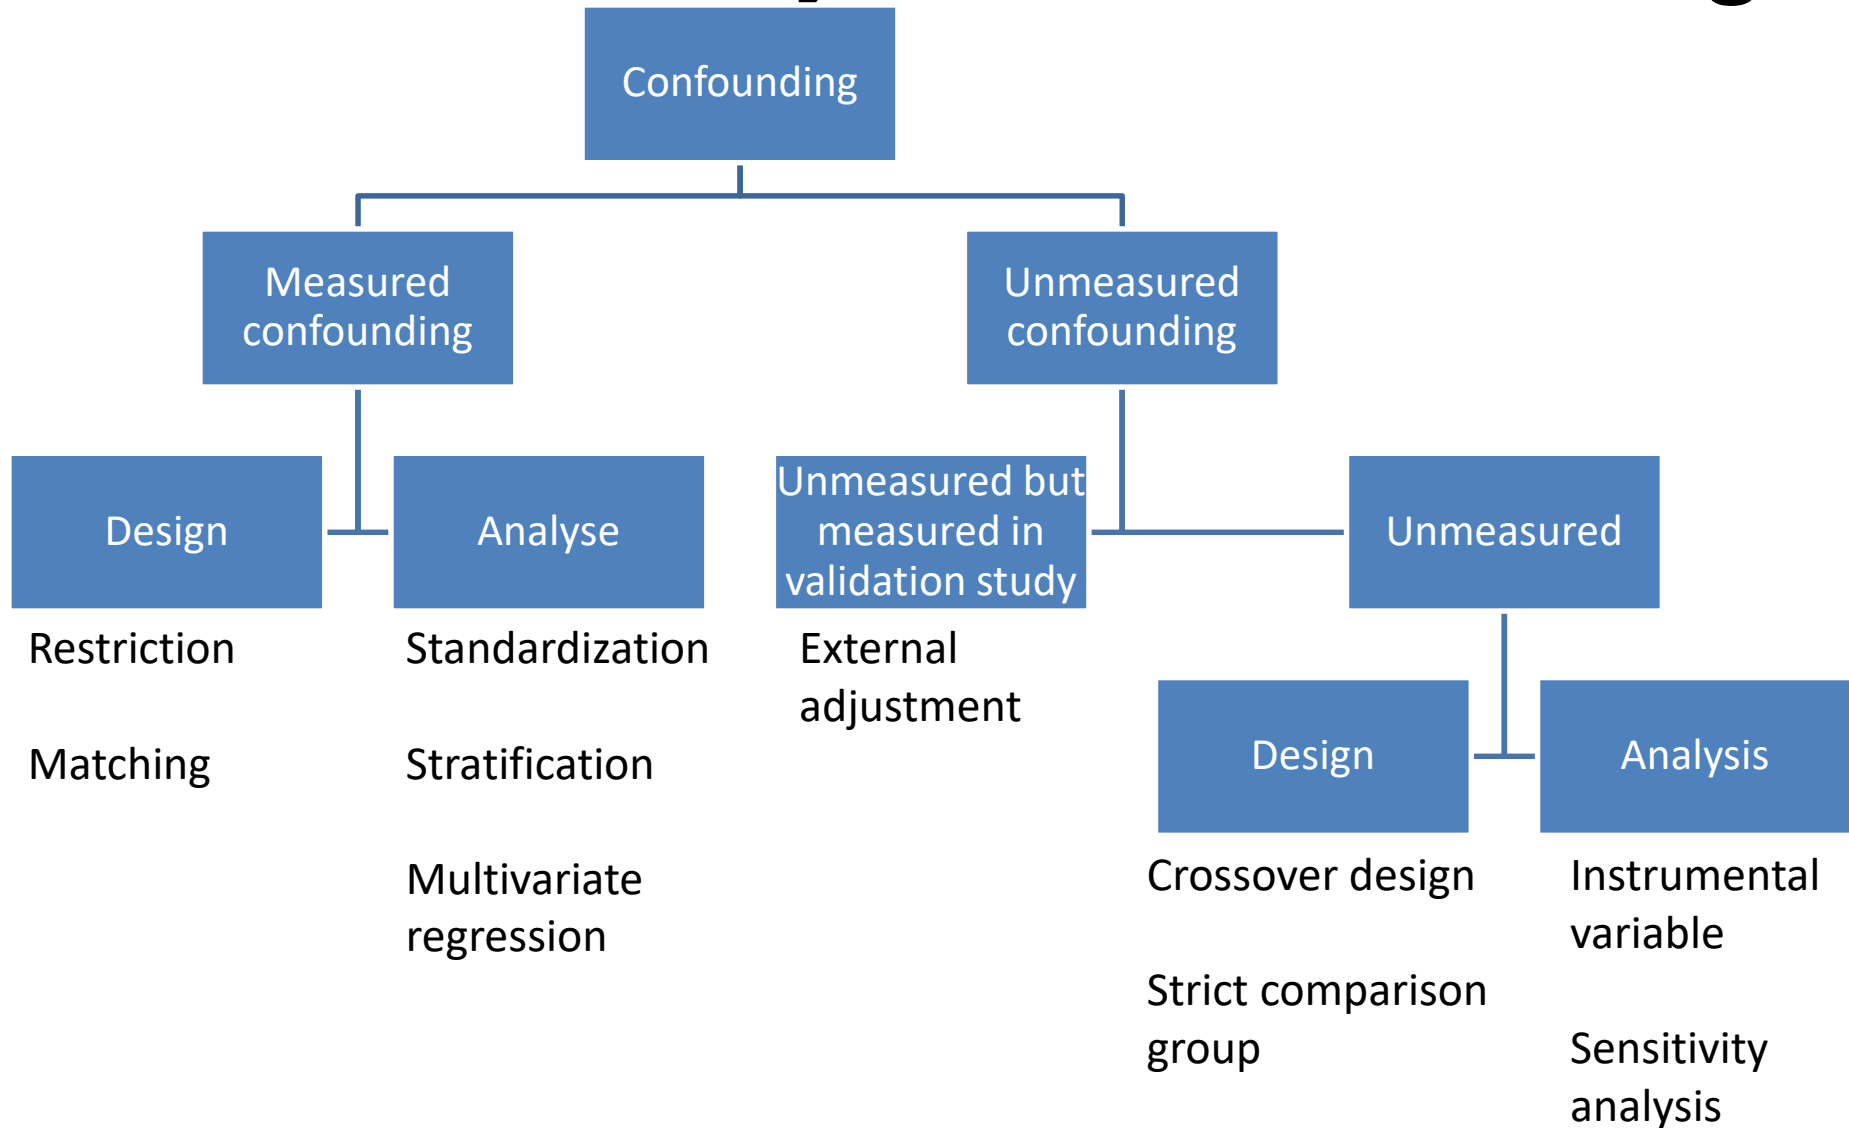 Confounding
Measured
confounding
Unmeasured
confounding
Design
Analyse
Unmeasured but
measured in
validation study
Unmeasured
Restriction
Matching
Standardization
Stratification
Multivariate
regression
External
adjustment
Design
Analysis
Crossover design
Strict comparison
group
Instrumental
variable
Sensitivity
analysis